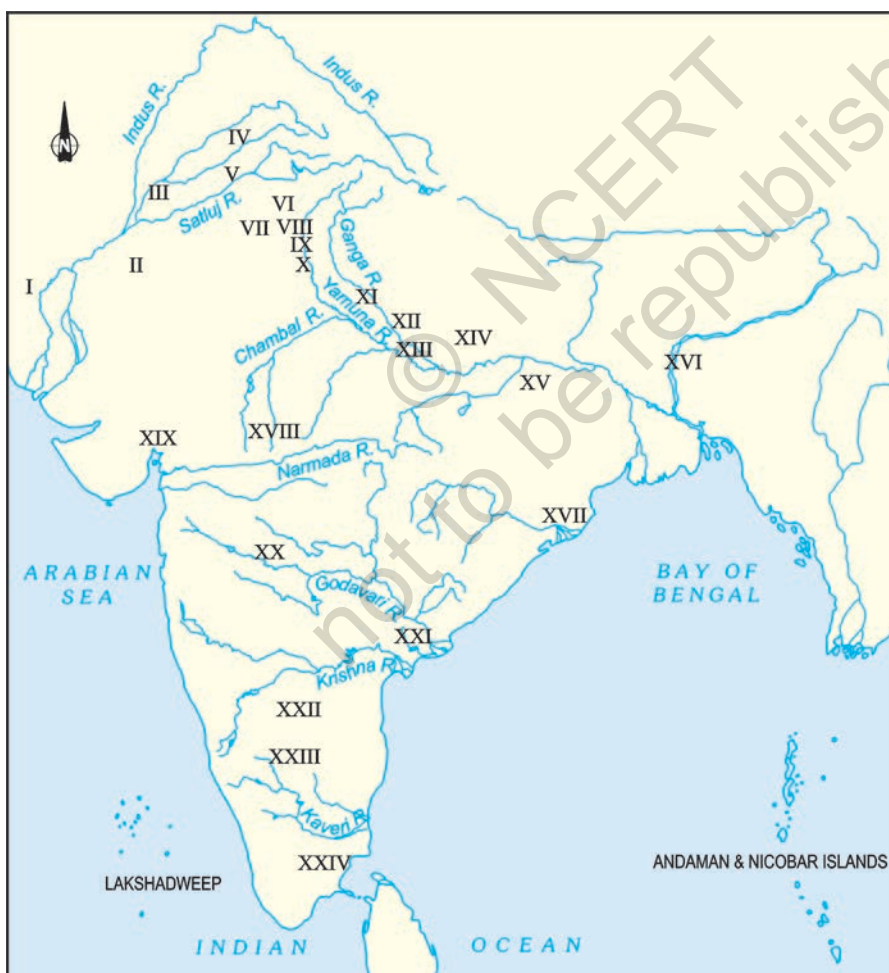 Indus R.
Indus R.
N
IV
V
III
Satluj R.
VI
VII
VIII
IX
X
Ganga R.
I
II
XI
Yamuna R.
XII
Chambal R.
XIII
XIV
XV
XVI
XVIII
XIX
Narmada R.
XVII
XX
ARABIAN
SEA
Godavari R.
BAY OF
BENGAL
XXI
Krishna R.
XXII
XXIII
Kaveri R.
XXIV
LAKSHADWEEP
ANDAMAN & NICOBAR ISLANDS
INDIAN OCEAN
© NCERT
not to be republish